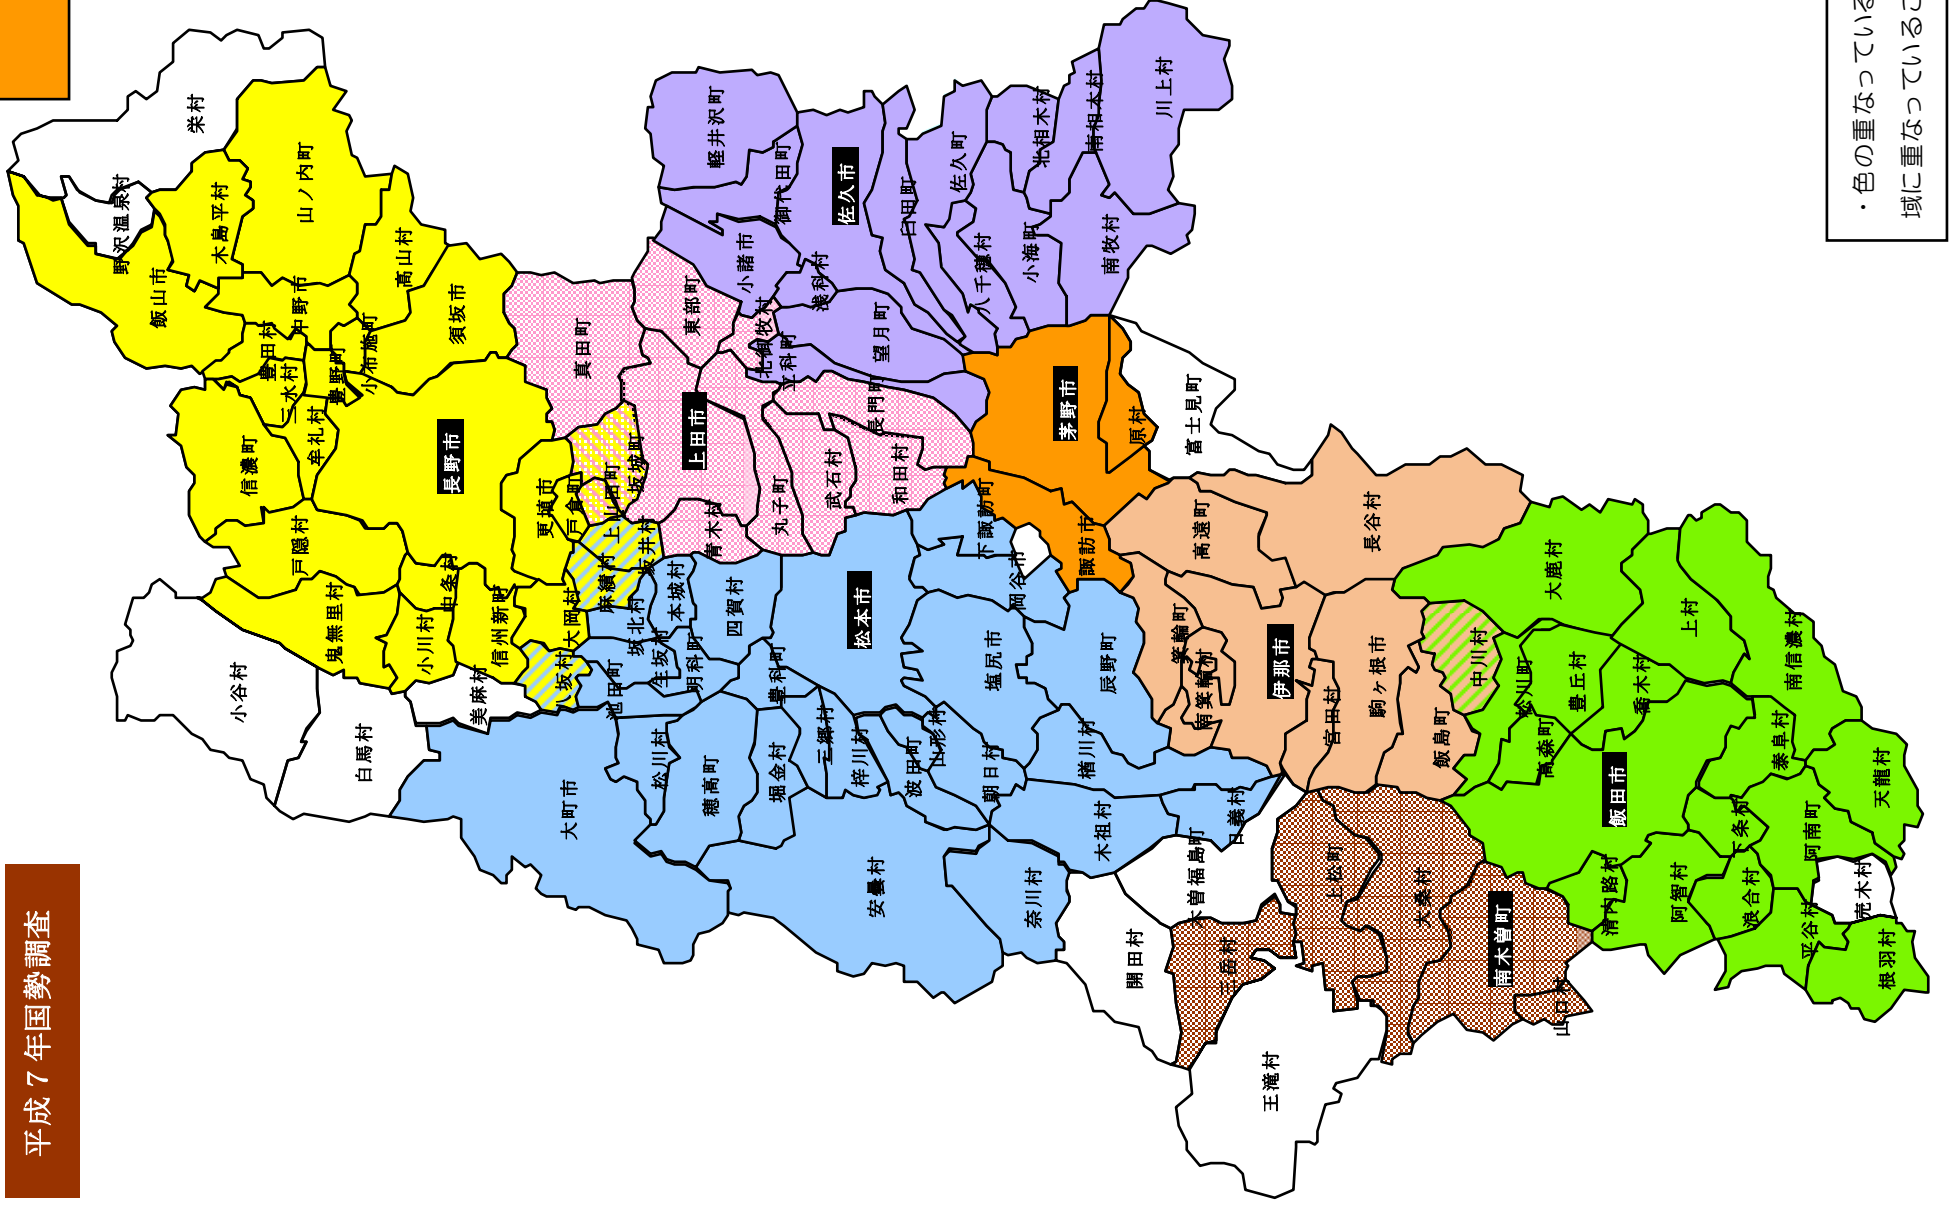 平成７年国勢調査
・色の重なっている
域に重なっているこ
栄村
野沢温泉村
木島平村
山ノ内町
飯山市
中野市
高山村
須坂市
豊田村
三水村
豊野町
小布施町
牟礼村
信濃町
長野市
戸隠村
鬼無里村
小川村
中条村
信州新町
大岡村
更埴市
戸倉町
上山田町
坂城町
真田町
東部町
上田市
青木村
丸子町
武石村
長門町
和田村
北御牧村
立科町
望月町
浅科村
小諸市
御代田町
軽井沢町
佐久市
臼田町
佐久町
八千穂村
小海町
北相木村
南相木村
川上村
南牧村
茅野市
原村
富士見町
諏訪市
下諏訪町
岡谷市
小谷村
白馬村
美麻村
八坂村
大町市
池田町
松川村
穂高町
堀金村
三郷村
梓川村
波田町
山形村
朝日村
安曇村
奈川村
豊科町
明科町
生坂村
坂北村
麻績村
坂井村
本城村
四賀村
松本市
塩尻市
辰野町
楢川村
木祖村
日義村
木曽福島町
開田村
三岳村
王滝村
上松町
大桑村
南木曽町
山口村
箕輪町
南箕輪村
伊那市
高遠町
長谷村
宮田村
駒ヶ根市
飯島町
中川村
松川町
高森町
豊丘村
喬木村
大鹿村
上村
南信濃村
飯田市
清内路村
阿智村
浪合村
平谷村
根羽村
売木村
阿南町
下条村
泰阜村
天龍村